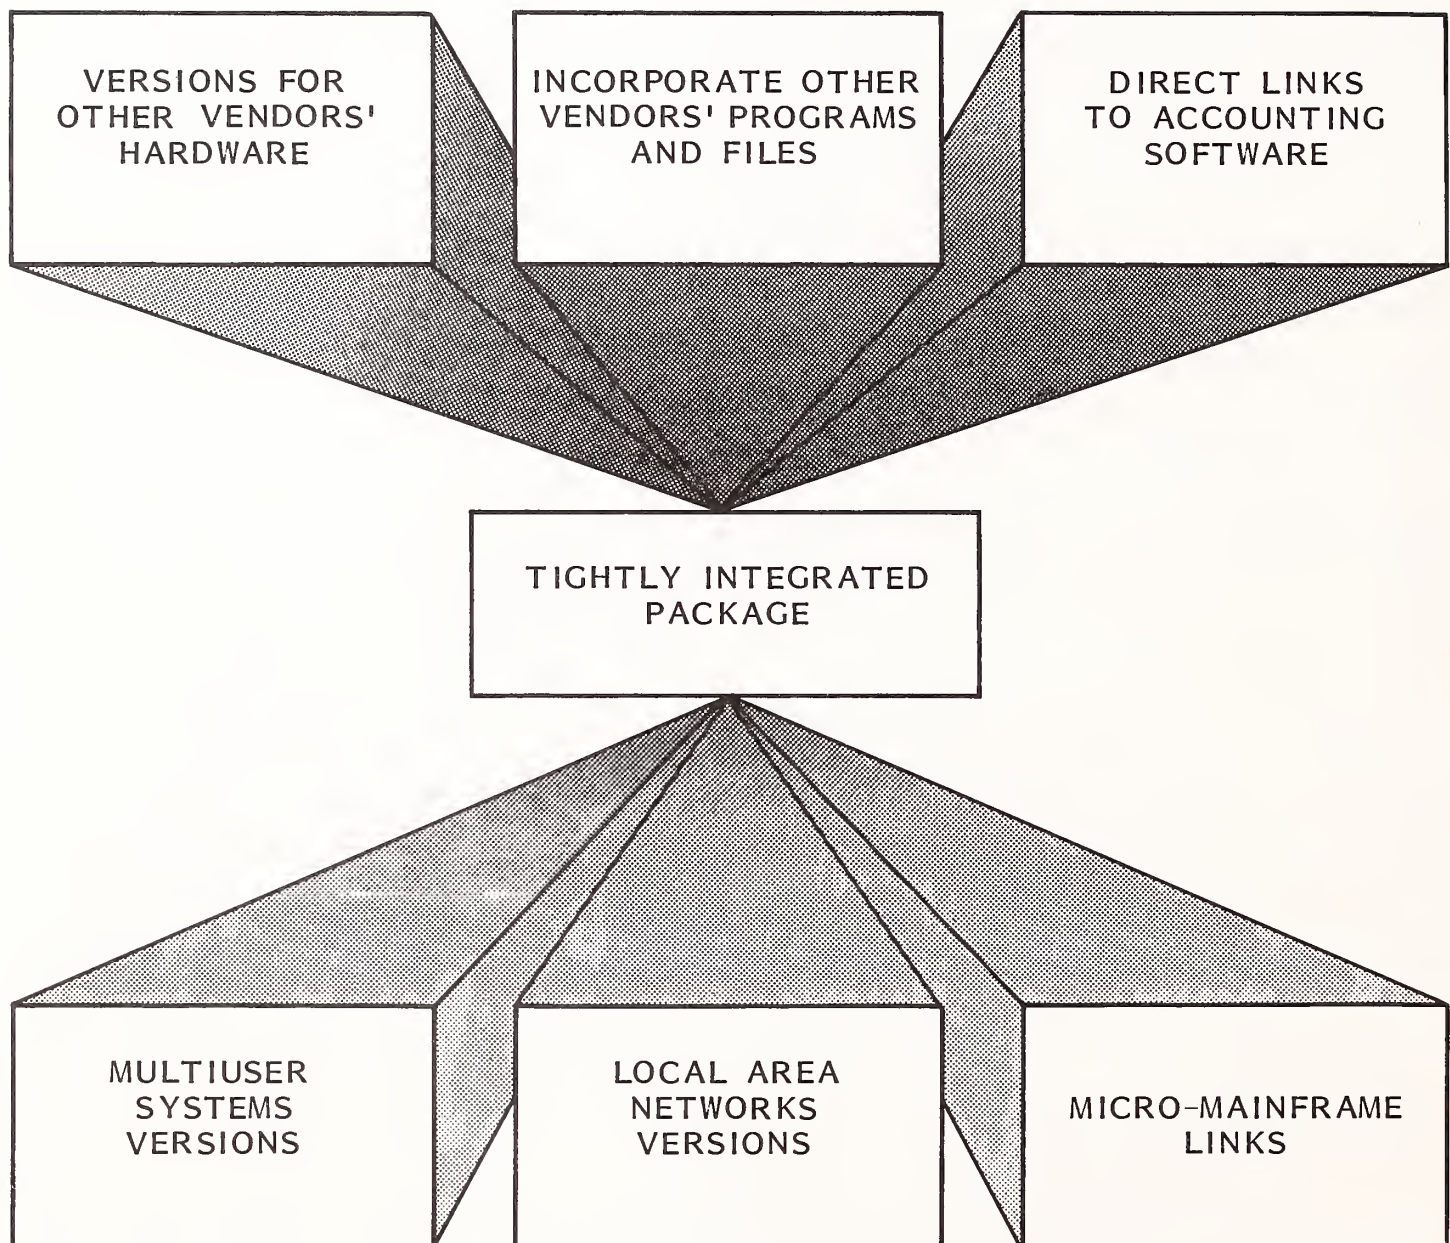 VERSIONS FOR
OTHER VENDORS'
HARDWARE
INCORPORATE OTHER
VENDORS' PROGRAMS
AND FILES
DIRECT LINKS
TO ACCOUNTING
SOFTWARE
TIGHTLY INTEGRATED
PACKAGE
MULTIUSER
SYSTEMS
VERSIONS
LOCAL AREA
NETWORKS
VERSIONS
MICRO-MAINFRAME
LINKS